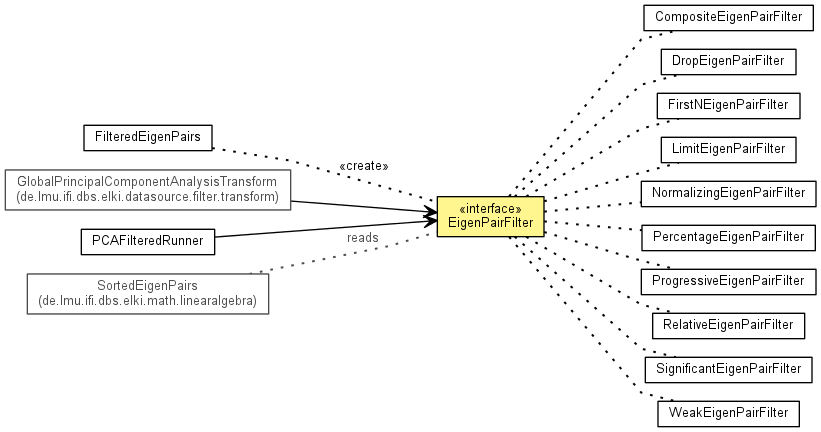 FilteredEigenPairs
GlobalPrincipalComponentAnalysisTransform
(de.lmu.ifi.dbs.elki.datasource.filter.transform)
PCAFilteredRunner
SortedEigenPairs
(de.lmu.ifi.dbs.elki.math.linearalgebra)
«create»
reads
«interface»
EigenPairFilter
CompositeEigenPairFilter
DropEigenPairFilter
FirstNEigenPairFilter
LimitEigenPairFilter
NormalizingEigenPairFilter
PercentageEigenPairFilter
ProgressiveEigenPairFilter
RelativeEigenPairFilter
SignificantEigenPairFilter
WeakEigenPairFilter